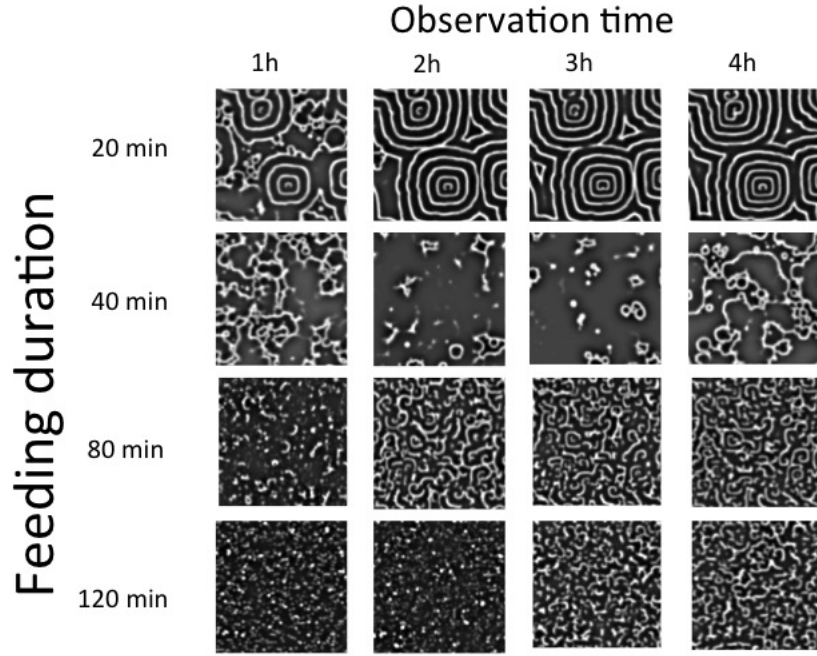 Observation time
1h 2h 3h 4h
Feeding duration
20 min
40 min
80 min
120 min